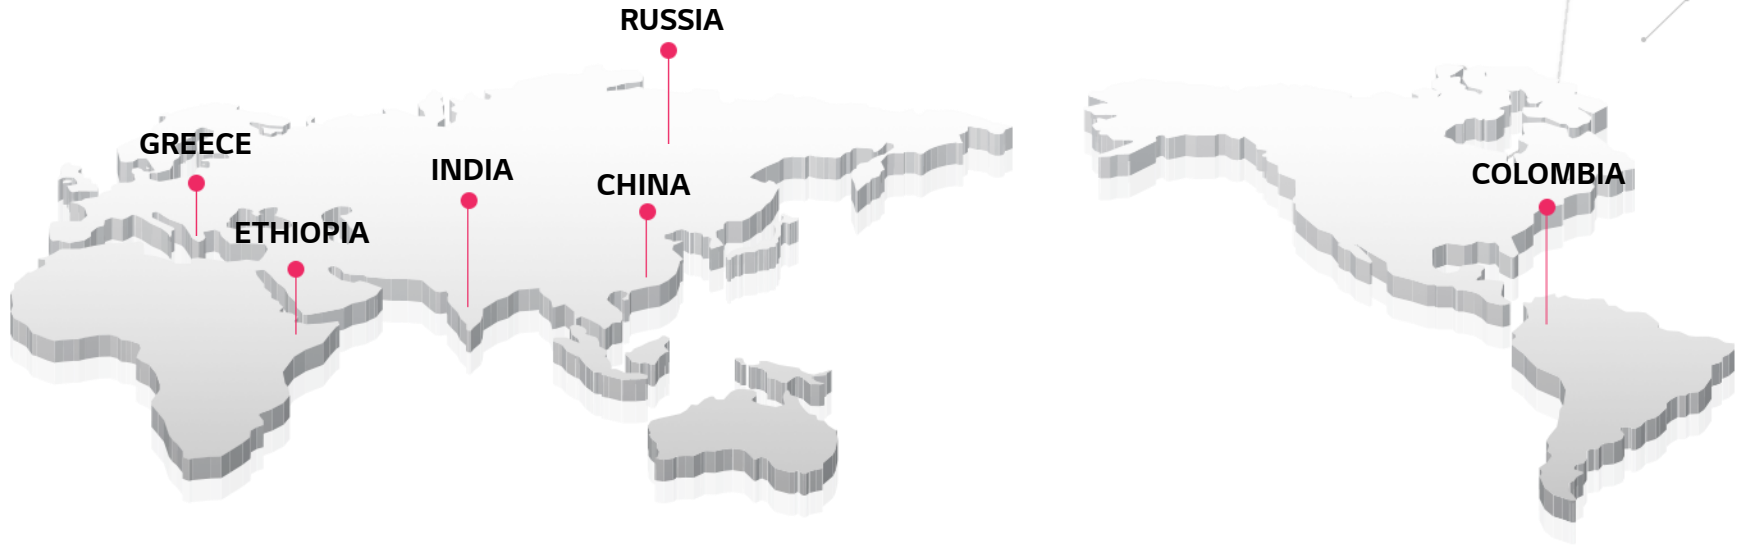 RUSSIA
GREECE
INDIA
CHINA
COLOMBIA
ETHIOPIA